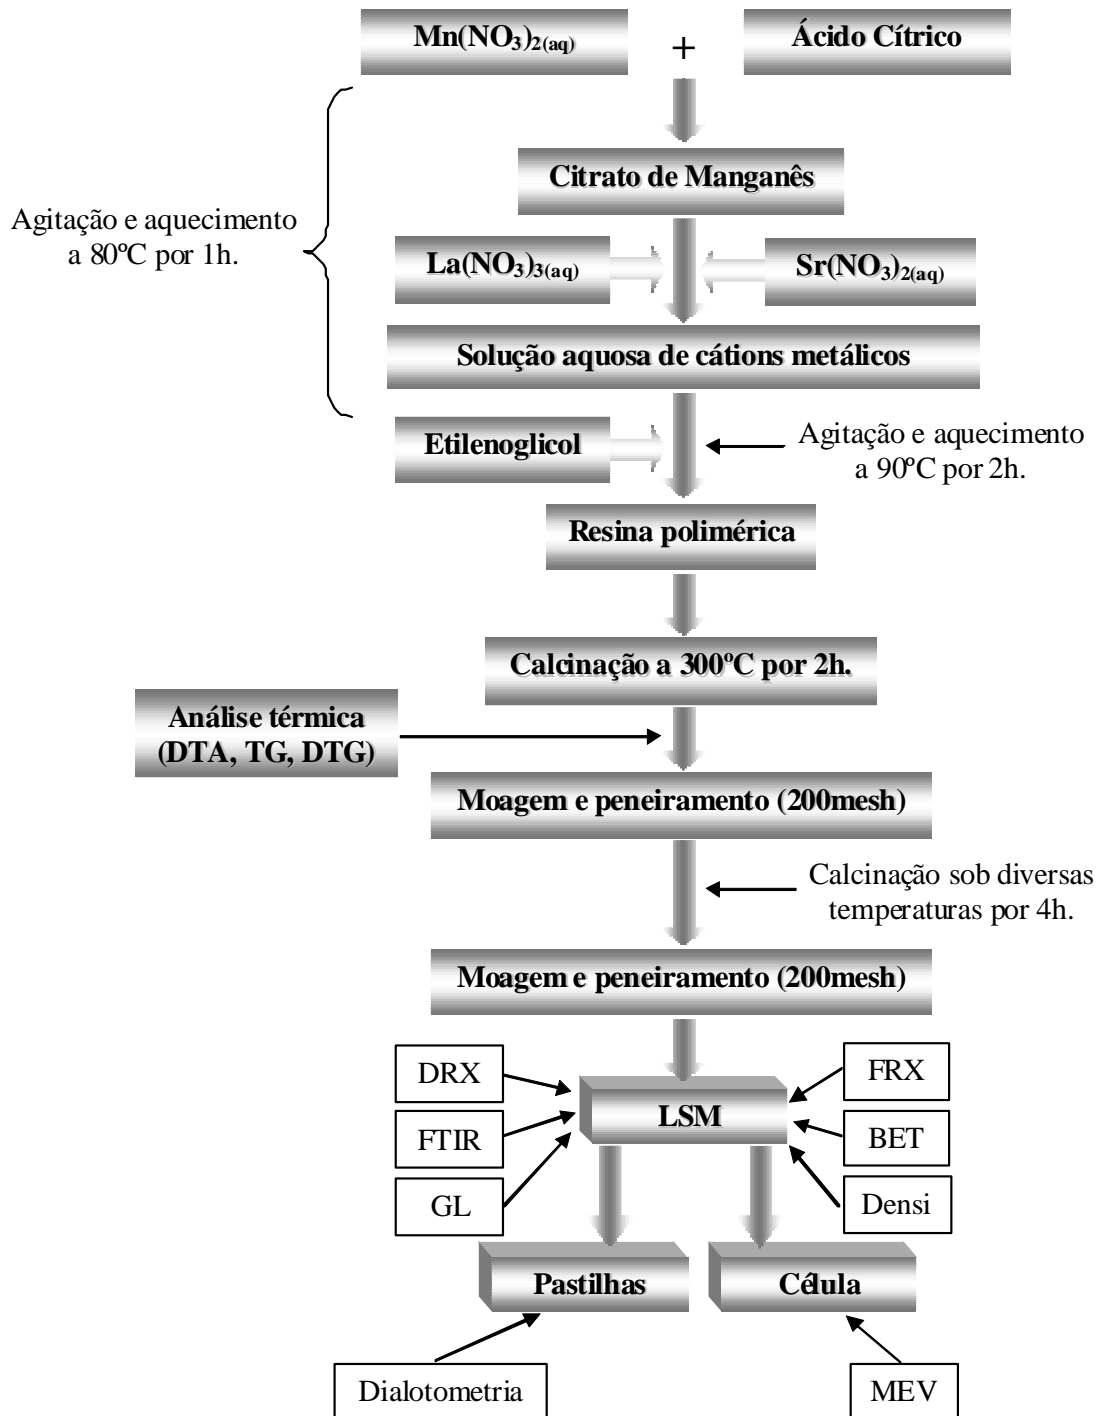 Mn(NO3)2(aq)
+
Ácido Cítrico
Citrato de Manganês
Agitação e aquecimento
a 80ºC por 1h.
La(NO3)3(aq)
Sr(NO3)2(aq)
Solução aquosa de cátions metálicos
Etilenoglicol
Agitação e aquecimento
a 90ºC por 2h.
Resina polimérica
Calcinação a 300ºC por 2h.
Análise térmica
(DTA, TG, DTG)
Moagem e peneiramento (200mesh)
Calcinação sob diversas
temperaturas por 4h.
Moagem e peneiramento (200mesh)
DRX
FRX
LSM
FTIR
BET
GL
Densi
Pastilhas
Célula
Dialotometria
MEV